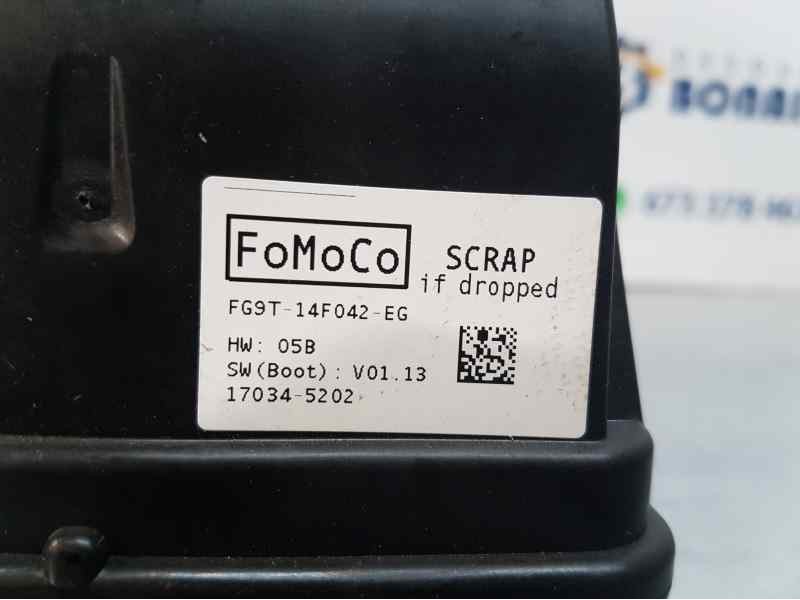 FoMoCo
SCRAP
if dropped
FG9T-14F042-EG
HW: 05B
SW(Boot): V01.13
17034-5202